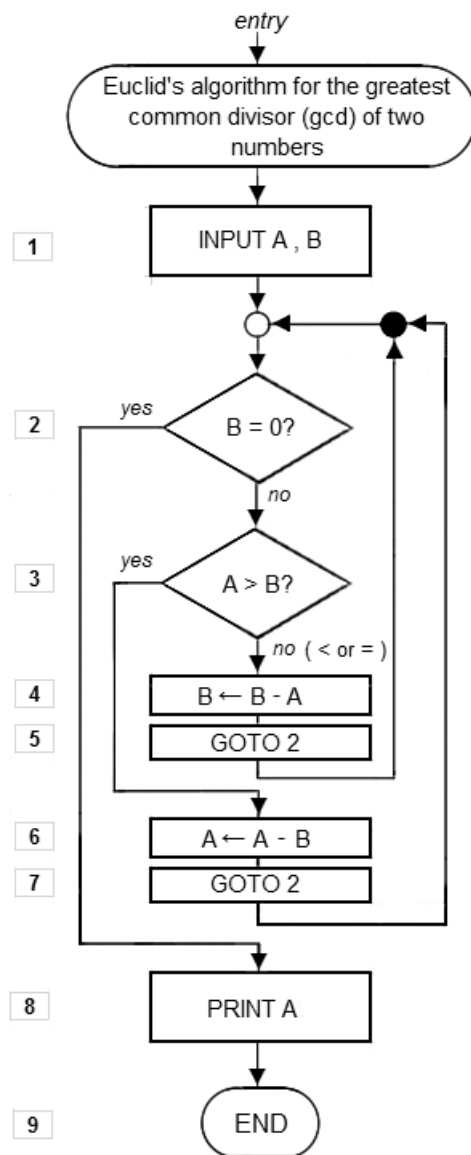 entry
Euclid's algorithm for the greatest
common divisor (gcd) of two
numbers
1
INPUT A , B
yes
2
B = 0?
no
yes
3
A > B?
no ( < or = )
4
B ← B - A
5
GOTO 2
6
A ← A - B
7
GOTO 2
8
PRINT A
9
END